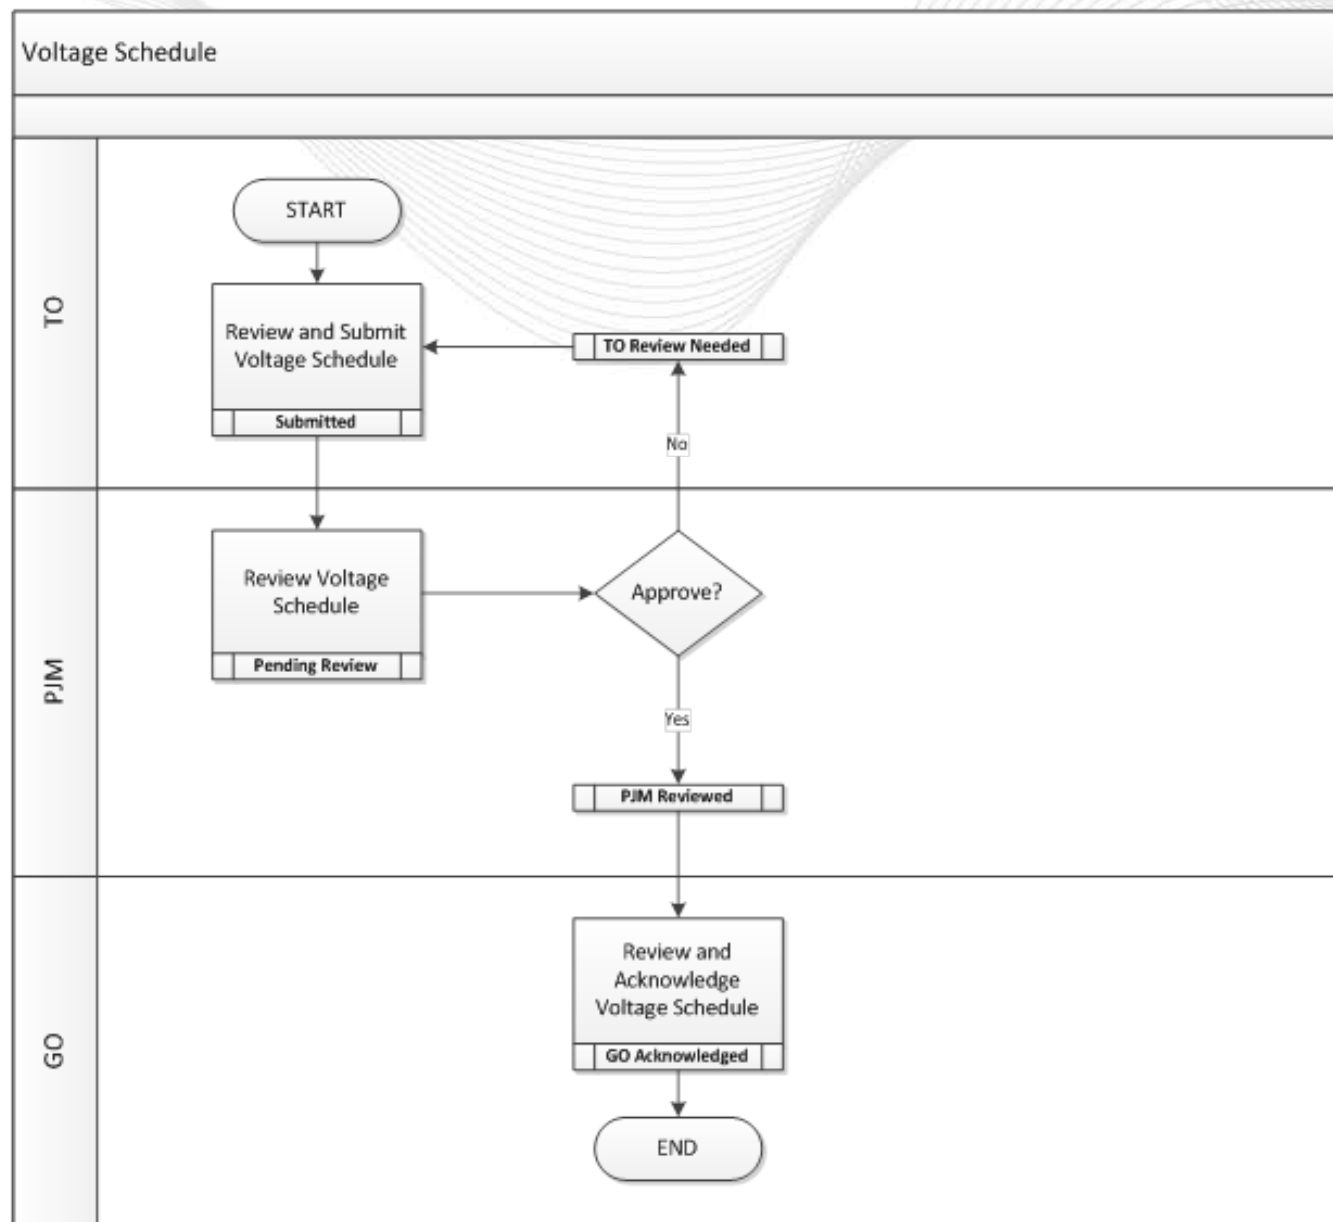 Voltage Schedule
TO
START
Review and Submit
Voltage Schedule
Submitted
TO Review Needed
No
PJM
Review Voltage
Schedule
Pending Review
Approve?
Yes
PJM Reviewed
GO
Review and
Acknowledge
Voltage Schedule
GO Acknowledged
END